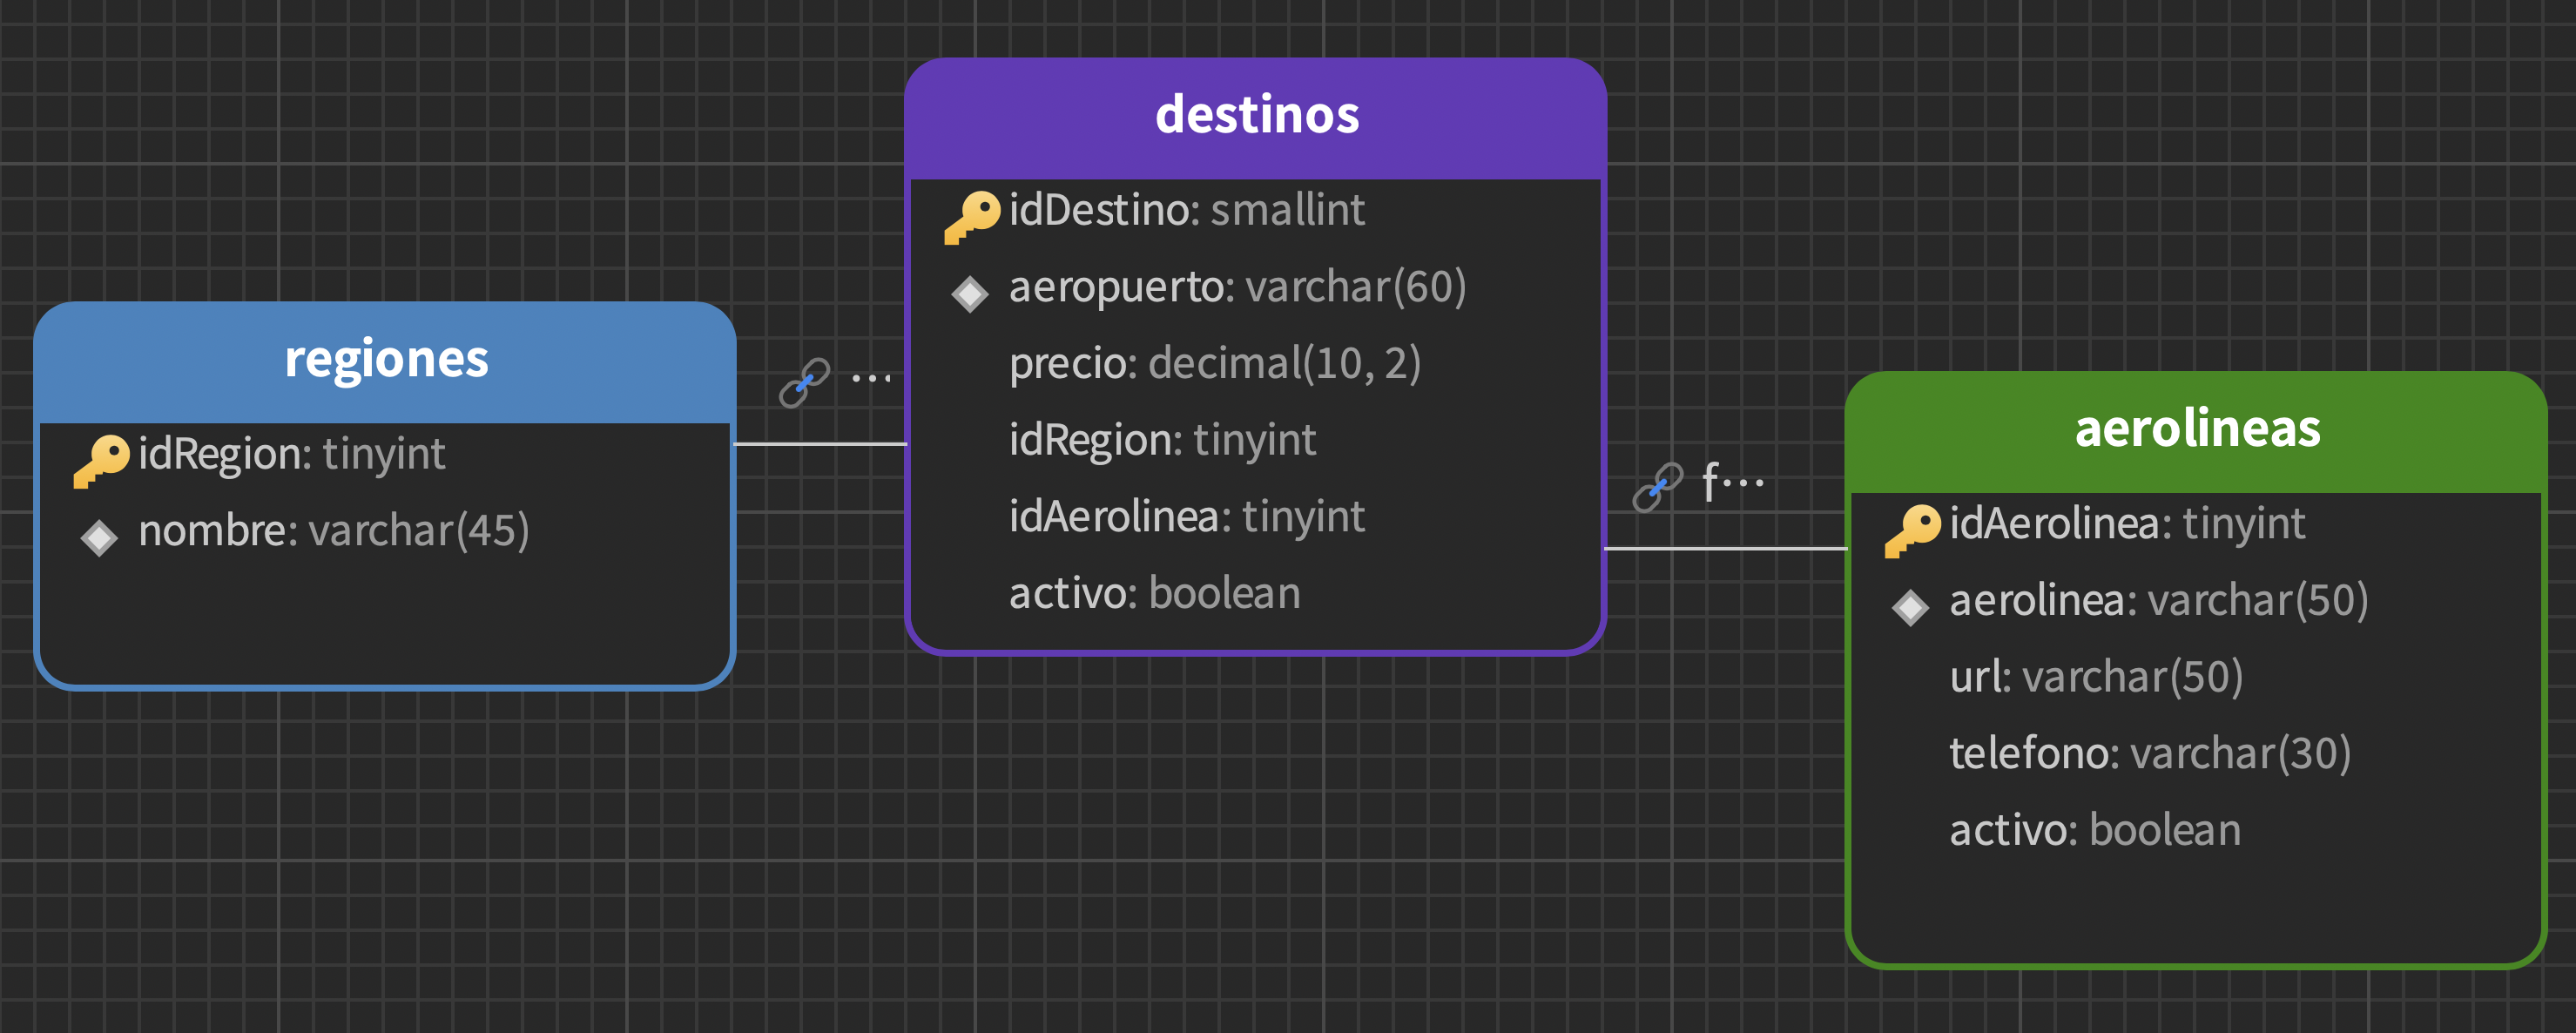 regiones
idRegion: tinyint
nombre: varchar(45)
...
destinos
idDestino: smallint
aeropuerto: varchar(60)
precio: decimal(10, 2)
idRegion: tinyint
idAerolinea: tinyint
activo: boolean
f...
aerolineas
idAerolinea: tinyint
aerolinea: varchar(50)
url: varchar(50)
telefono: varchar(30)
activo: boolean